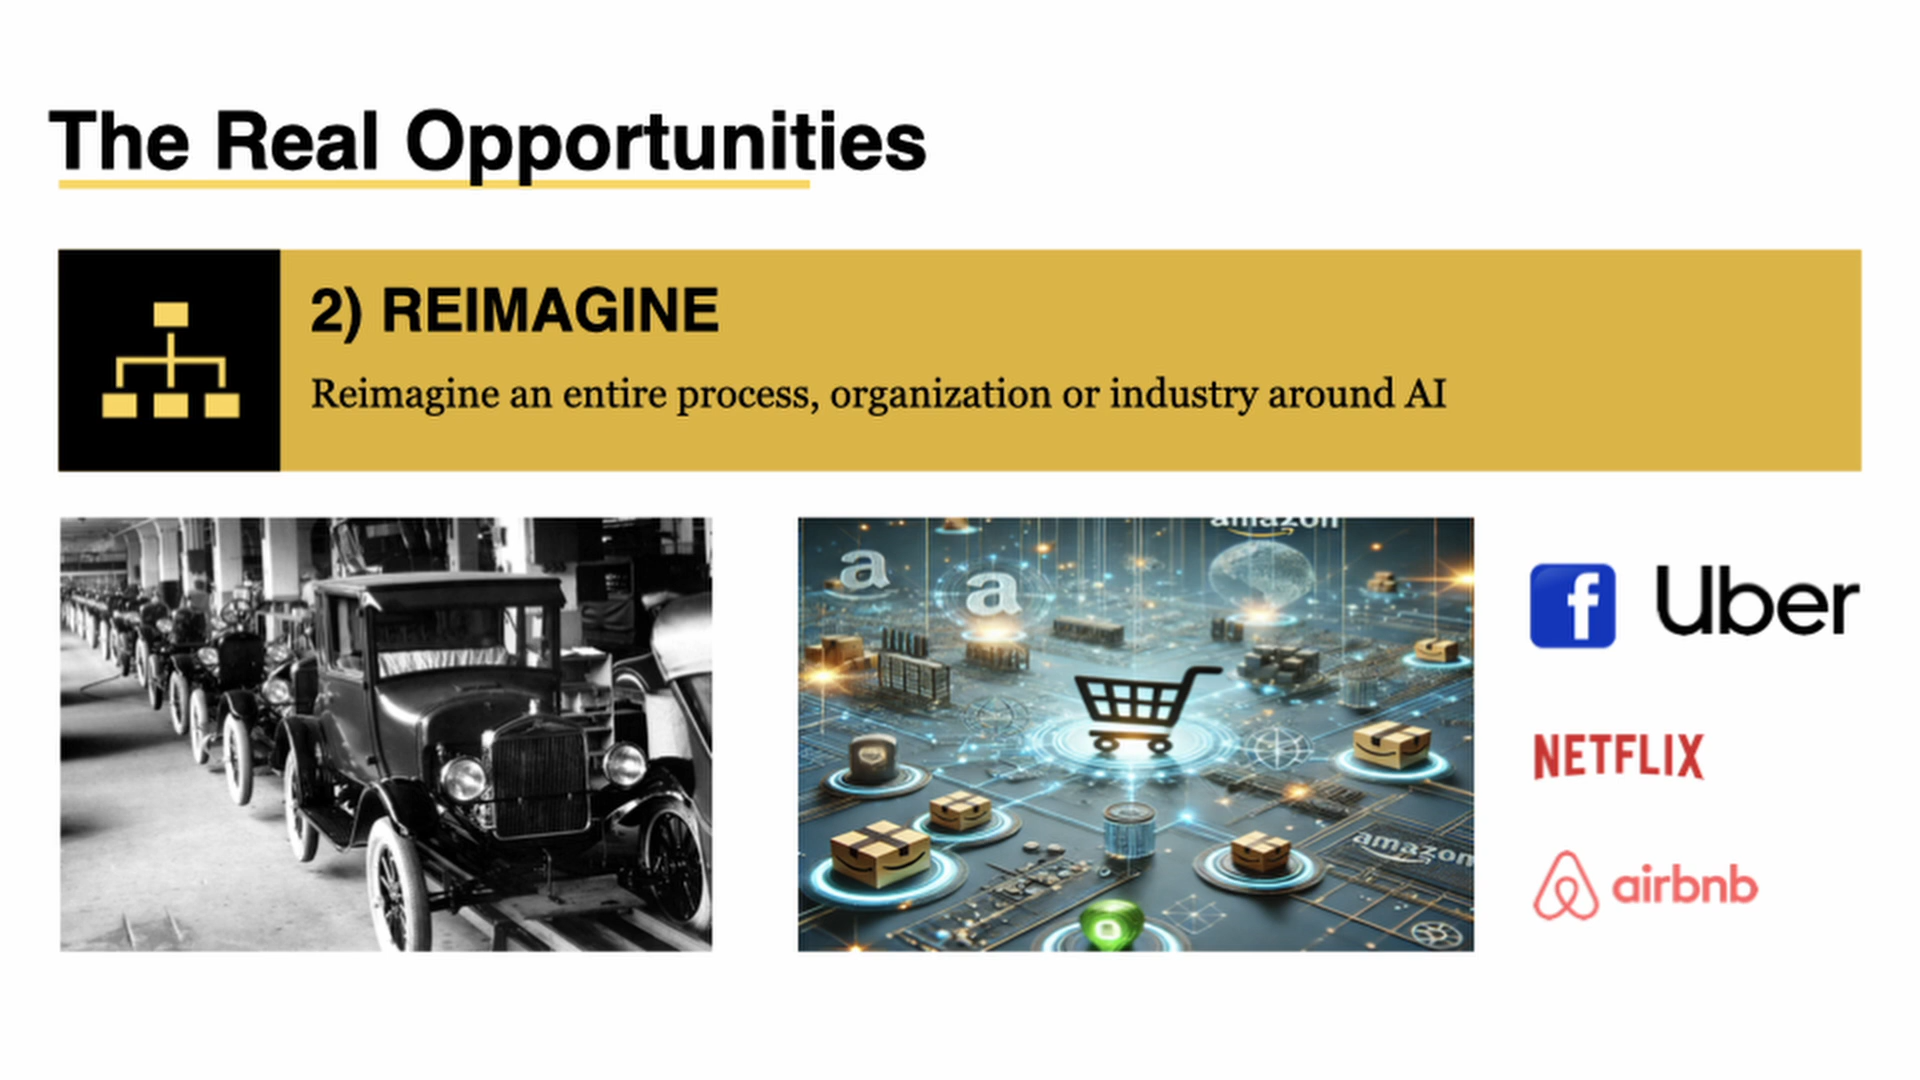 The Real Opportunities
2) REIMAGINE
Reimagine an entire process, organization or industry around AI
amazon
a
a
amazon
f
Uber
NETFLIX
airbnb